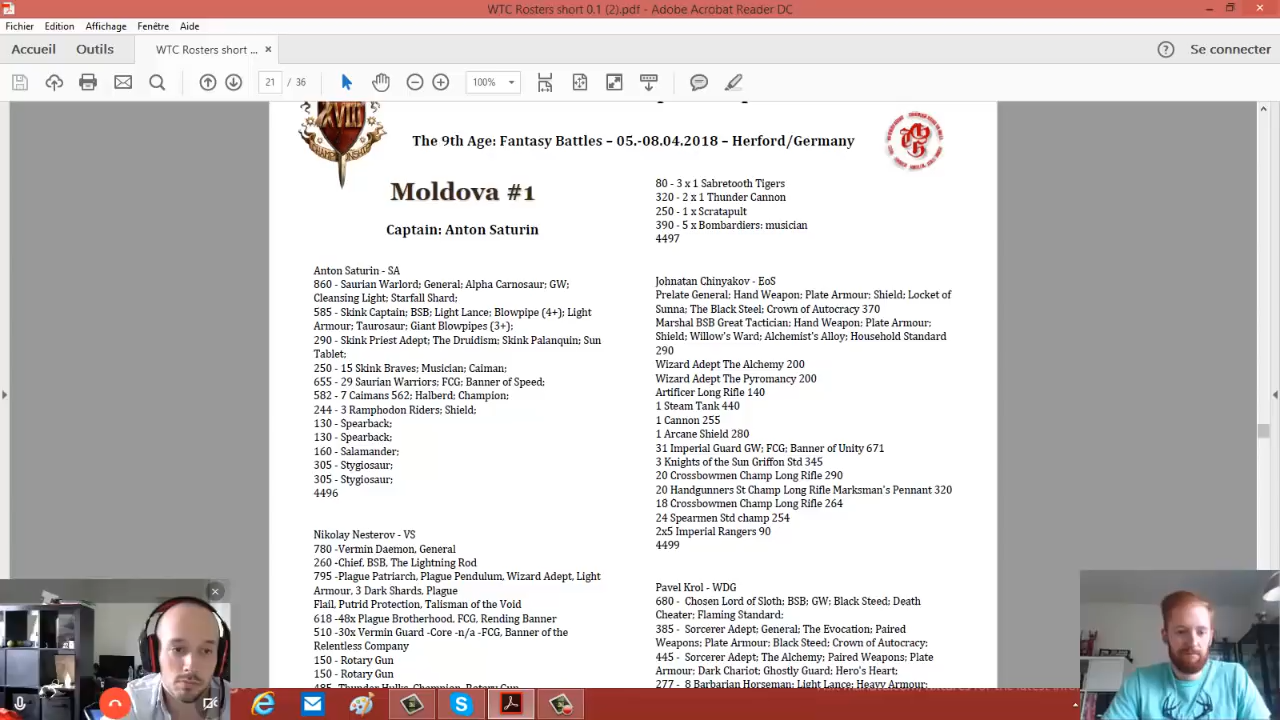 WTC Rosters short 0.1 (2).pdf - Adobe Acrobat Reader DC
Fichier Edition Affichage Fenêtre Aide
Accueil Outils WTC Rosters short ... × Se connecter
21 / 36 100%
XVIII
The 9th Age: Fantasy Battles – 05.-08.04.2018 – Herford/Germany
Moldova #1
Captain: Anton Saturin
Anton Saturin - SA
860 - Saurian Warlord; General; Alpha Carnosaur; GW;
Cleansing Light; Starfall Shard;
585 - Skink Captain; BSB; Light Lance; Blowpipe (4+); Light
Armour; Taurosaur; Giant Blowpipes (3+);
290 - Skink Priest Adept; The Druidism; Skink Palanquin; Sun
Tablet;
250 - 15 Skink Braves; Musician; Caiman;
655 - 29 Saurian Warriors; FCG; Banner of Speed;
582 - 7 Caimans 562; Halberd; Champion;
244 - 3 Ramphodon Riders; Shield;
130 - Spearback;
130 - Spearback;
160 - Salamander;
305 - Stygiosaur;
305 - Stygiosaur;
4496
Nikolay Nesterov - VS
780 -Vermin Daemon, General
260 -Chief, BSB, The Lightning Rod
795 -Plague Patriarch, Plague Pendulum, Wizard Adept, Light
Armour, 3 Dark Shards, Plague
Flail, Putrid Protection, Talisman of the Void
618 -48x Plague Brotherhood, FCG, Rending Banner
510 -30x Vermin Guard -Core -n/a -FCG, Banner of the
Relentless Company
150 - Rotary Gun
150 - Rotary Gun
485- Thunder Hulks, Champion, Rotary Gun
80 - 3 x 1 Sabretooth Tigers
320 - 2 x 1 Thunder Cannon
250 - 1 x Scratapult
390 - 5 x Bombardiers: musician
4497
Johnatan Chinyakov - EoS
Prelate General; Hand Weapon; Plate Armour; Shield; Locket of
Sunna; The Black Steel; Crown of Autocracy 370
Marshal BSB Great Tactician; Hand Weapon; Plate Armour;
Shield; Willow's Ward; Alchemist's Alloy; Household Standard
290
Wizard Adept The Alchemy 200
Wizard Adept The Pyromancy 200
Artificer Long Rifle 140
1 Steam Tank 440
1 Cannon 255
1 Arcane Shield 280
31 Imperial Guard GW; FCG; Banner of Unity 671
3 Knights of the Sun Griffon Std 345
20 Crossbowmen Champ Long Rifle 290
20 Handgunners St Champ Long Rifle Marksman's Pennant 320
18 Crossbowmen Champ Long Rifle 264
24 Spearmen Std champ 254
2x5 Imperial Rangers 90
4499
Pavel Krol - WDG
680 - Chosen Lord of Sloth; BSB; GW; Black Steed; Death
Cheater; Flaming Standard;
385 - Sorcerer Adept; General; The Evocation; Paired
Weapons; Plate Armour; Black Steed; Crown of Autocracy;
445 - Sorcerer Adept; The Alchemy; Paired Weapons; Plate
Armour; Dark Chariot; Ghostly Guard; Hero's Heart;
277 - 8 Barbarian Horseman; Light Lance; Heavy Armour;